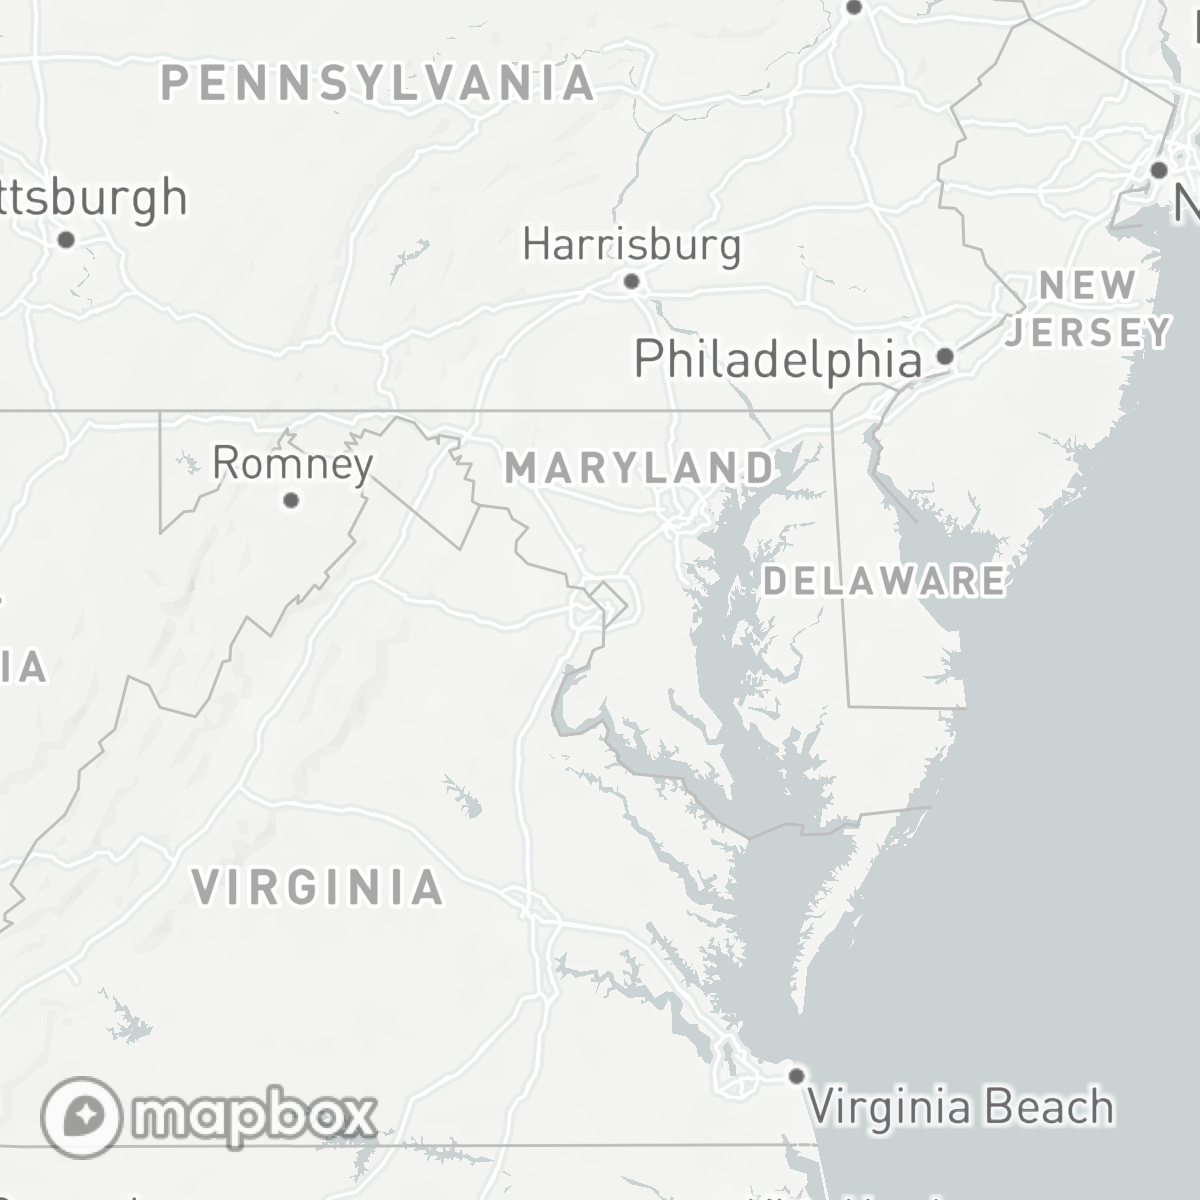 PENNSYLVANIA
ttsburgh
Harrisburg
NEW
JERSEY
Philadelphia
Romney
MARYLAND
DELAWARE
IA
VIRGINIA
mapbox
Virginia Beach